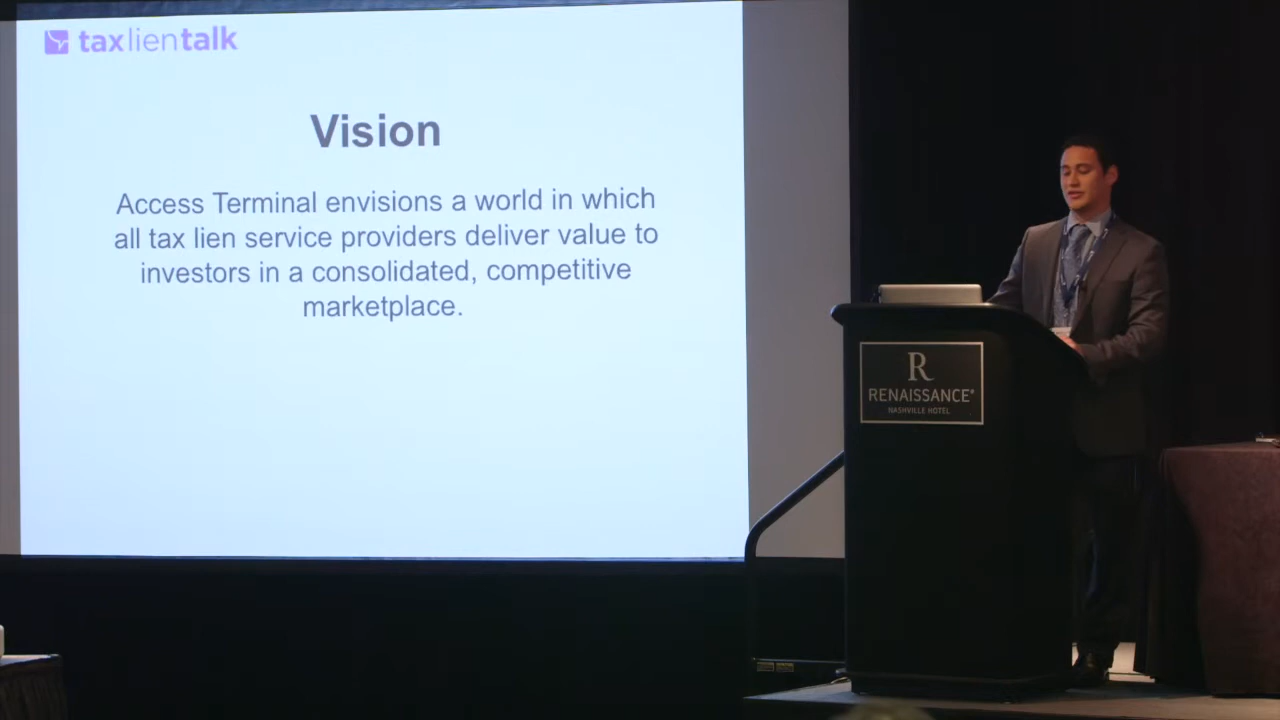 taxlientalk
Vision
Access Terminal envisions a world in which
all tax lien service providers deliver value to
investors in a consolidated, competitive
marketplace.
R
RENAISSANCE®
NASHVILLE HOTEL